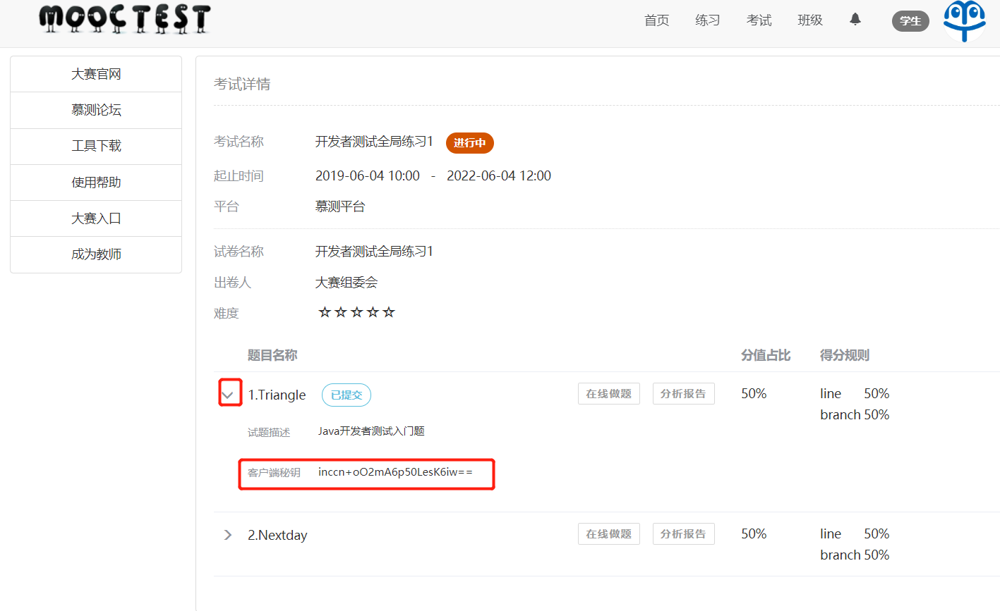 MOOCTEST
首页 练习 考试 班级 学生
大赛官网
慕测论坛
工具下载
使用帮助
大赛入口
成为教师
考试详情
考试名称 开发者测试全局练习1 进行中
起止时间 2019-06-04 10:00 - 2022-06-04 12:00
平台 慕测平台
试卷名称 开发者测试全局练习1
出卷人 大赛组委会
难度 ☆☆☆☆☆
题目名称 分值占比 得分规则
1.Triangle 已提交 在线做题 分析报告 50% line 50%
branch 50%
试题描述 Java开发者测试入门题
客户端秘钥 inccn+oO2mA6p50LesK6iw==
2.Nextday 在线做题 分析报告 50% line 50%
branch 50%